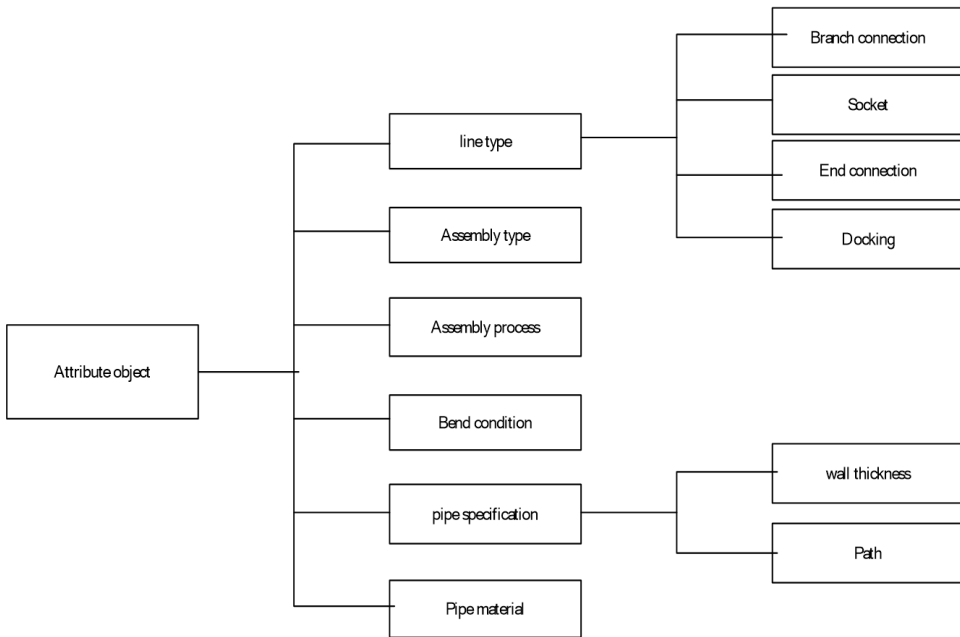 Attribute object
line type
Assembly type
Assembly process
Bend condition
pipe specification
Pipe material
Branch connection
Socket
End connection
Docking
wall thickness
Path